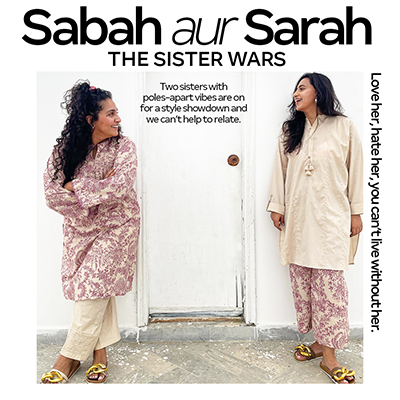 Sabah aur Sarah
THE SISTER WARS
Two sisters with
poles-apart vibes are on
for a style showdown and
we can't help to relate.
Love her, hate her, you can't live without her.